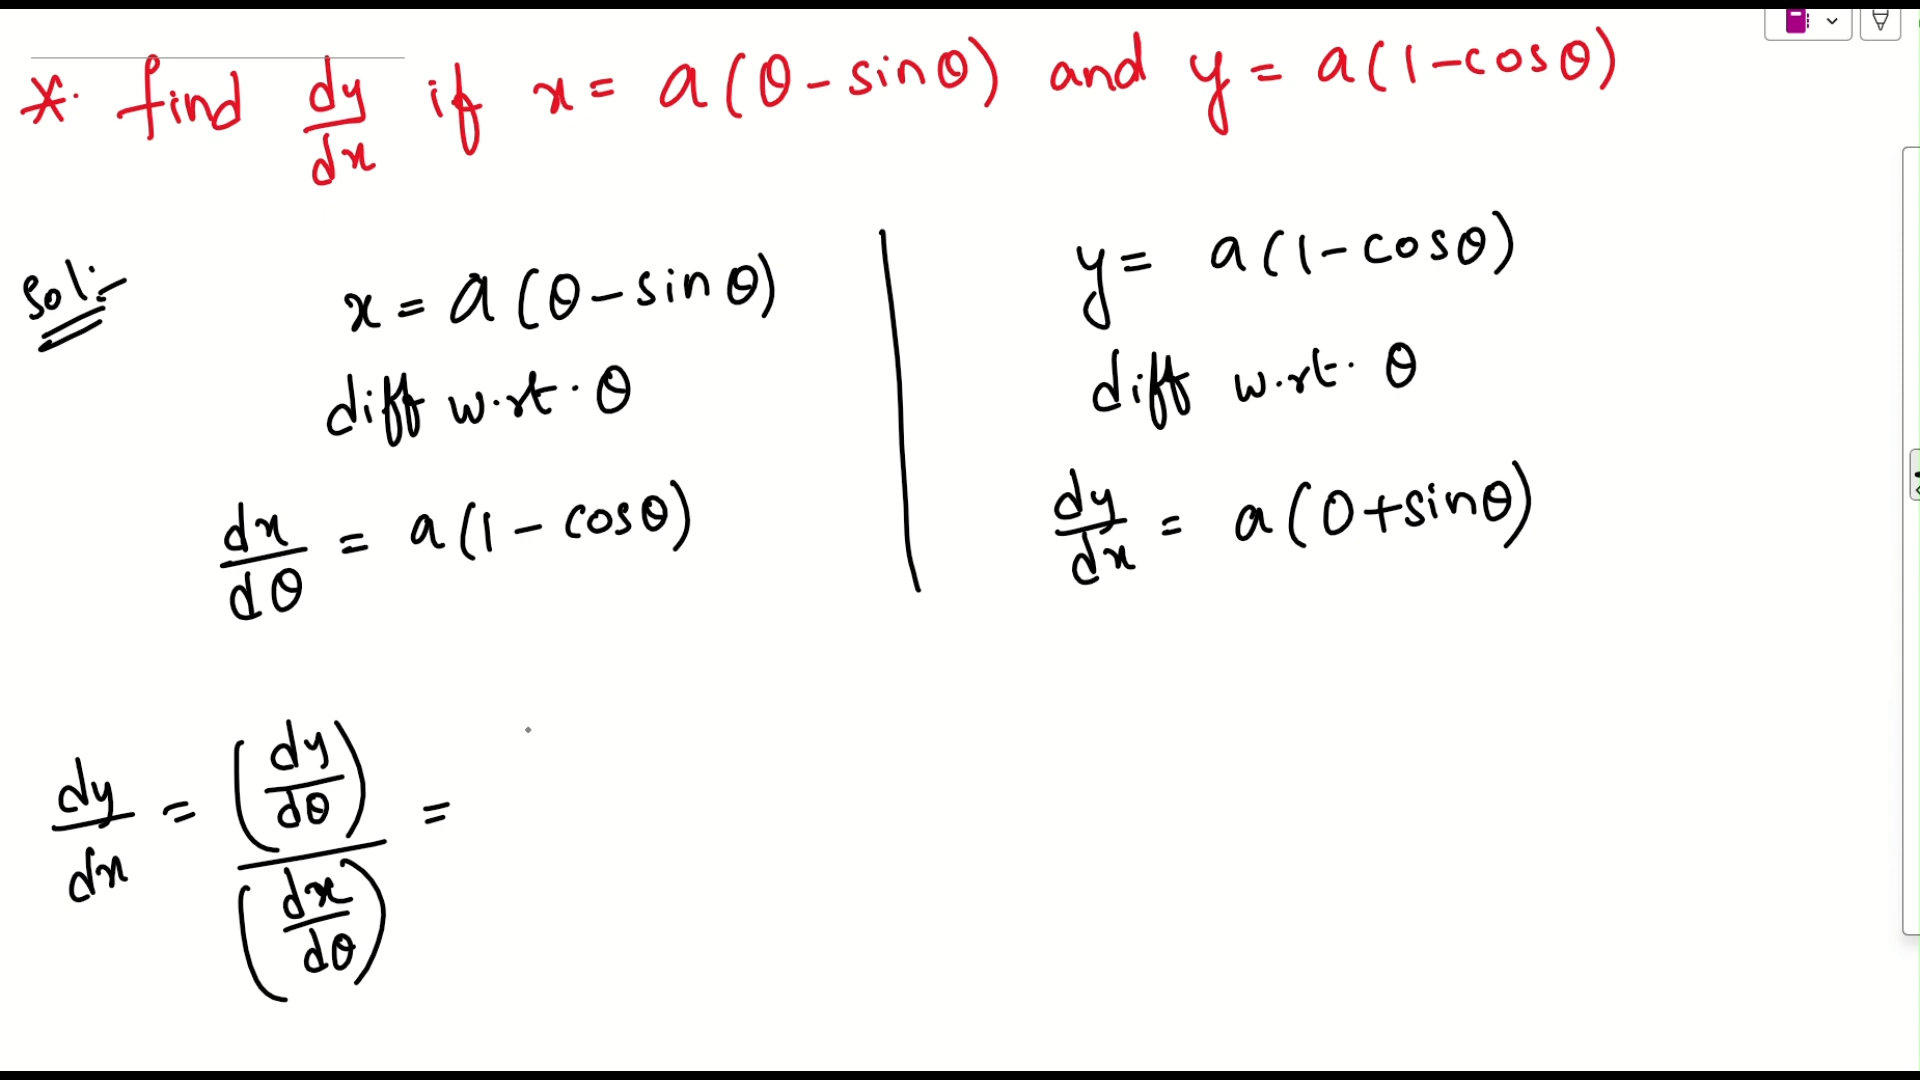 * find dy/dx if x = a(θ - sinθ) and y = a(1 - cosθ)
Sol:-
x = a(θ - sinθ)
diff w.r.t. θ
dx/dθ = a(1 - cosθ)
y = a(1 - cosθ)
diff w.r.t. θ
dy/dx = a(0 + sinθ)
dy/dx = (dy/dθ)/(dx/dθ) =